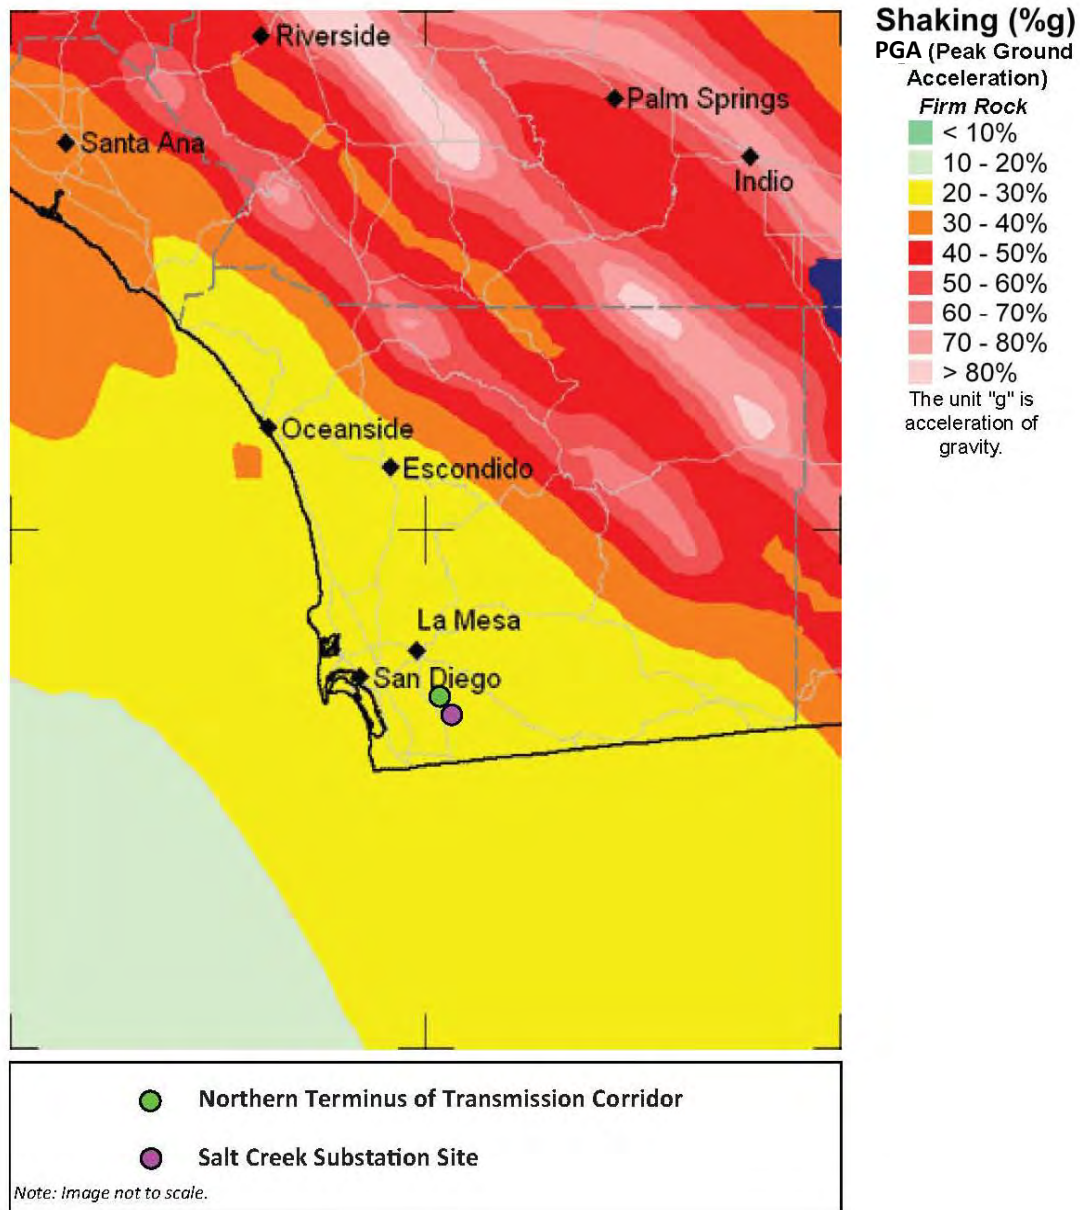 Riverside
Palm Springs
Santa Ana
Indio
Oceanside
Escondido
La Mesa
San Diego
Shaking (%g)
PGA (Peak Ground
Acceleration)
Firm Rock
< 10%
10 - 20%
20 - 30%
30 - 40%
40 - 50%
50 - 60%
60 - 70%
70 - 80%
> 80%
The unit "g" is
acceleration of
gravity.
Northern Terminus of Transmission Corridor
Salt Creek Substation Site
Note: Image not to scale.